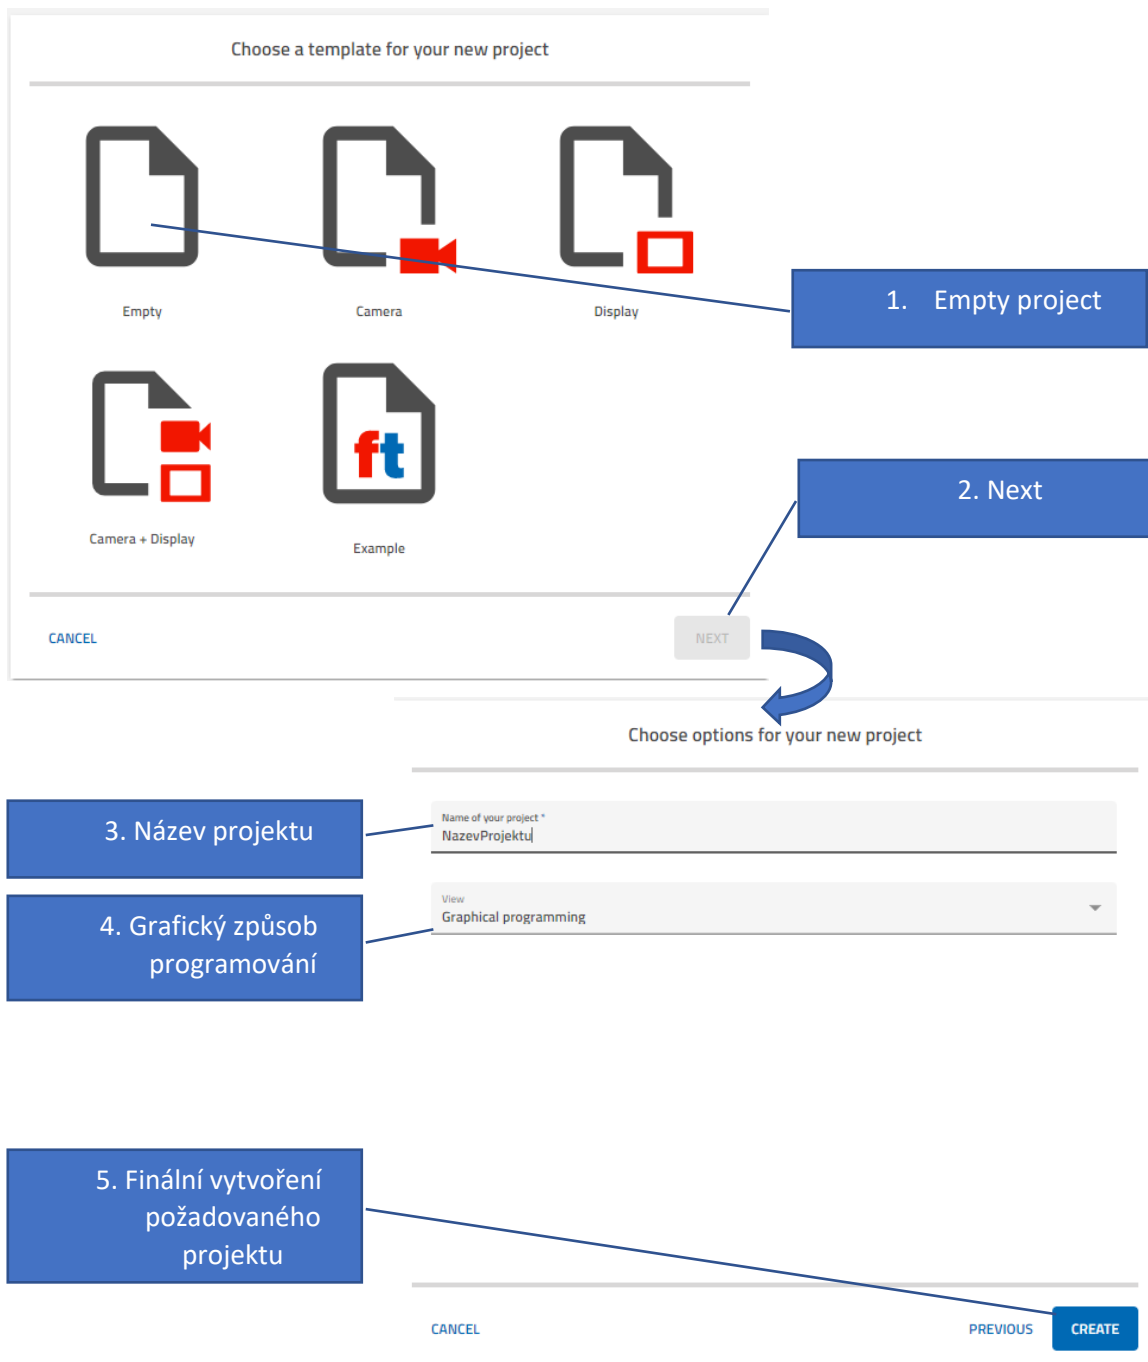 Choose a template for your new project
Empty
Camera
Display
1. Empty project
ft
Camera + Display
Example
2. Next
CANCEL
NEXT
Choose options for your new project
3. Název projektu
Name of your project *
NazevProjektu
4. Grafický způsob
programování
View
Graphical programming
5. Finální vytvoření
požadovaného
projektu
CANCEL
PREVIOUS
CREATE